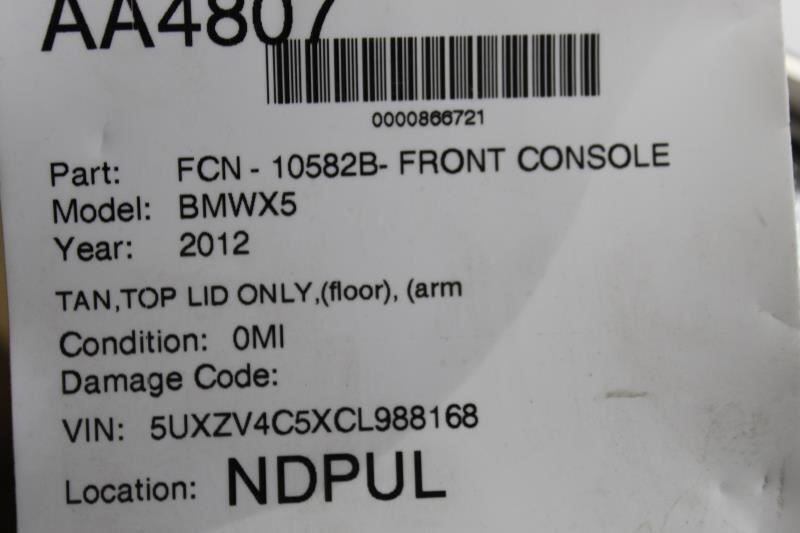 AA4807
0000866721
Part: FCN - 10582B- FRONT CONSOLE
Model: BMWX5
Year: 2012
TAN,TOP LID ONLY,(floor), (arm
Condition: 0MI
Damage Code:
VIN: 5UXZV4C5XCL988168
Location: NDPUL